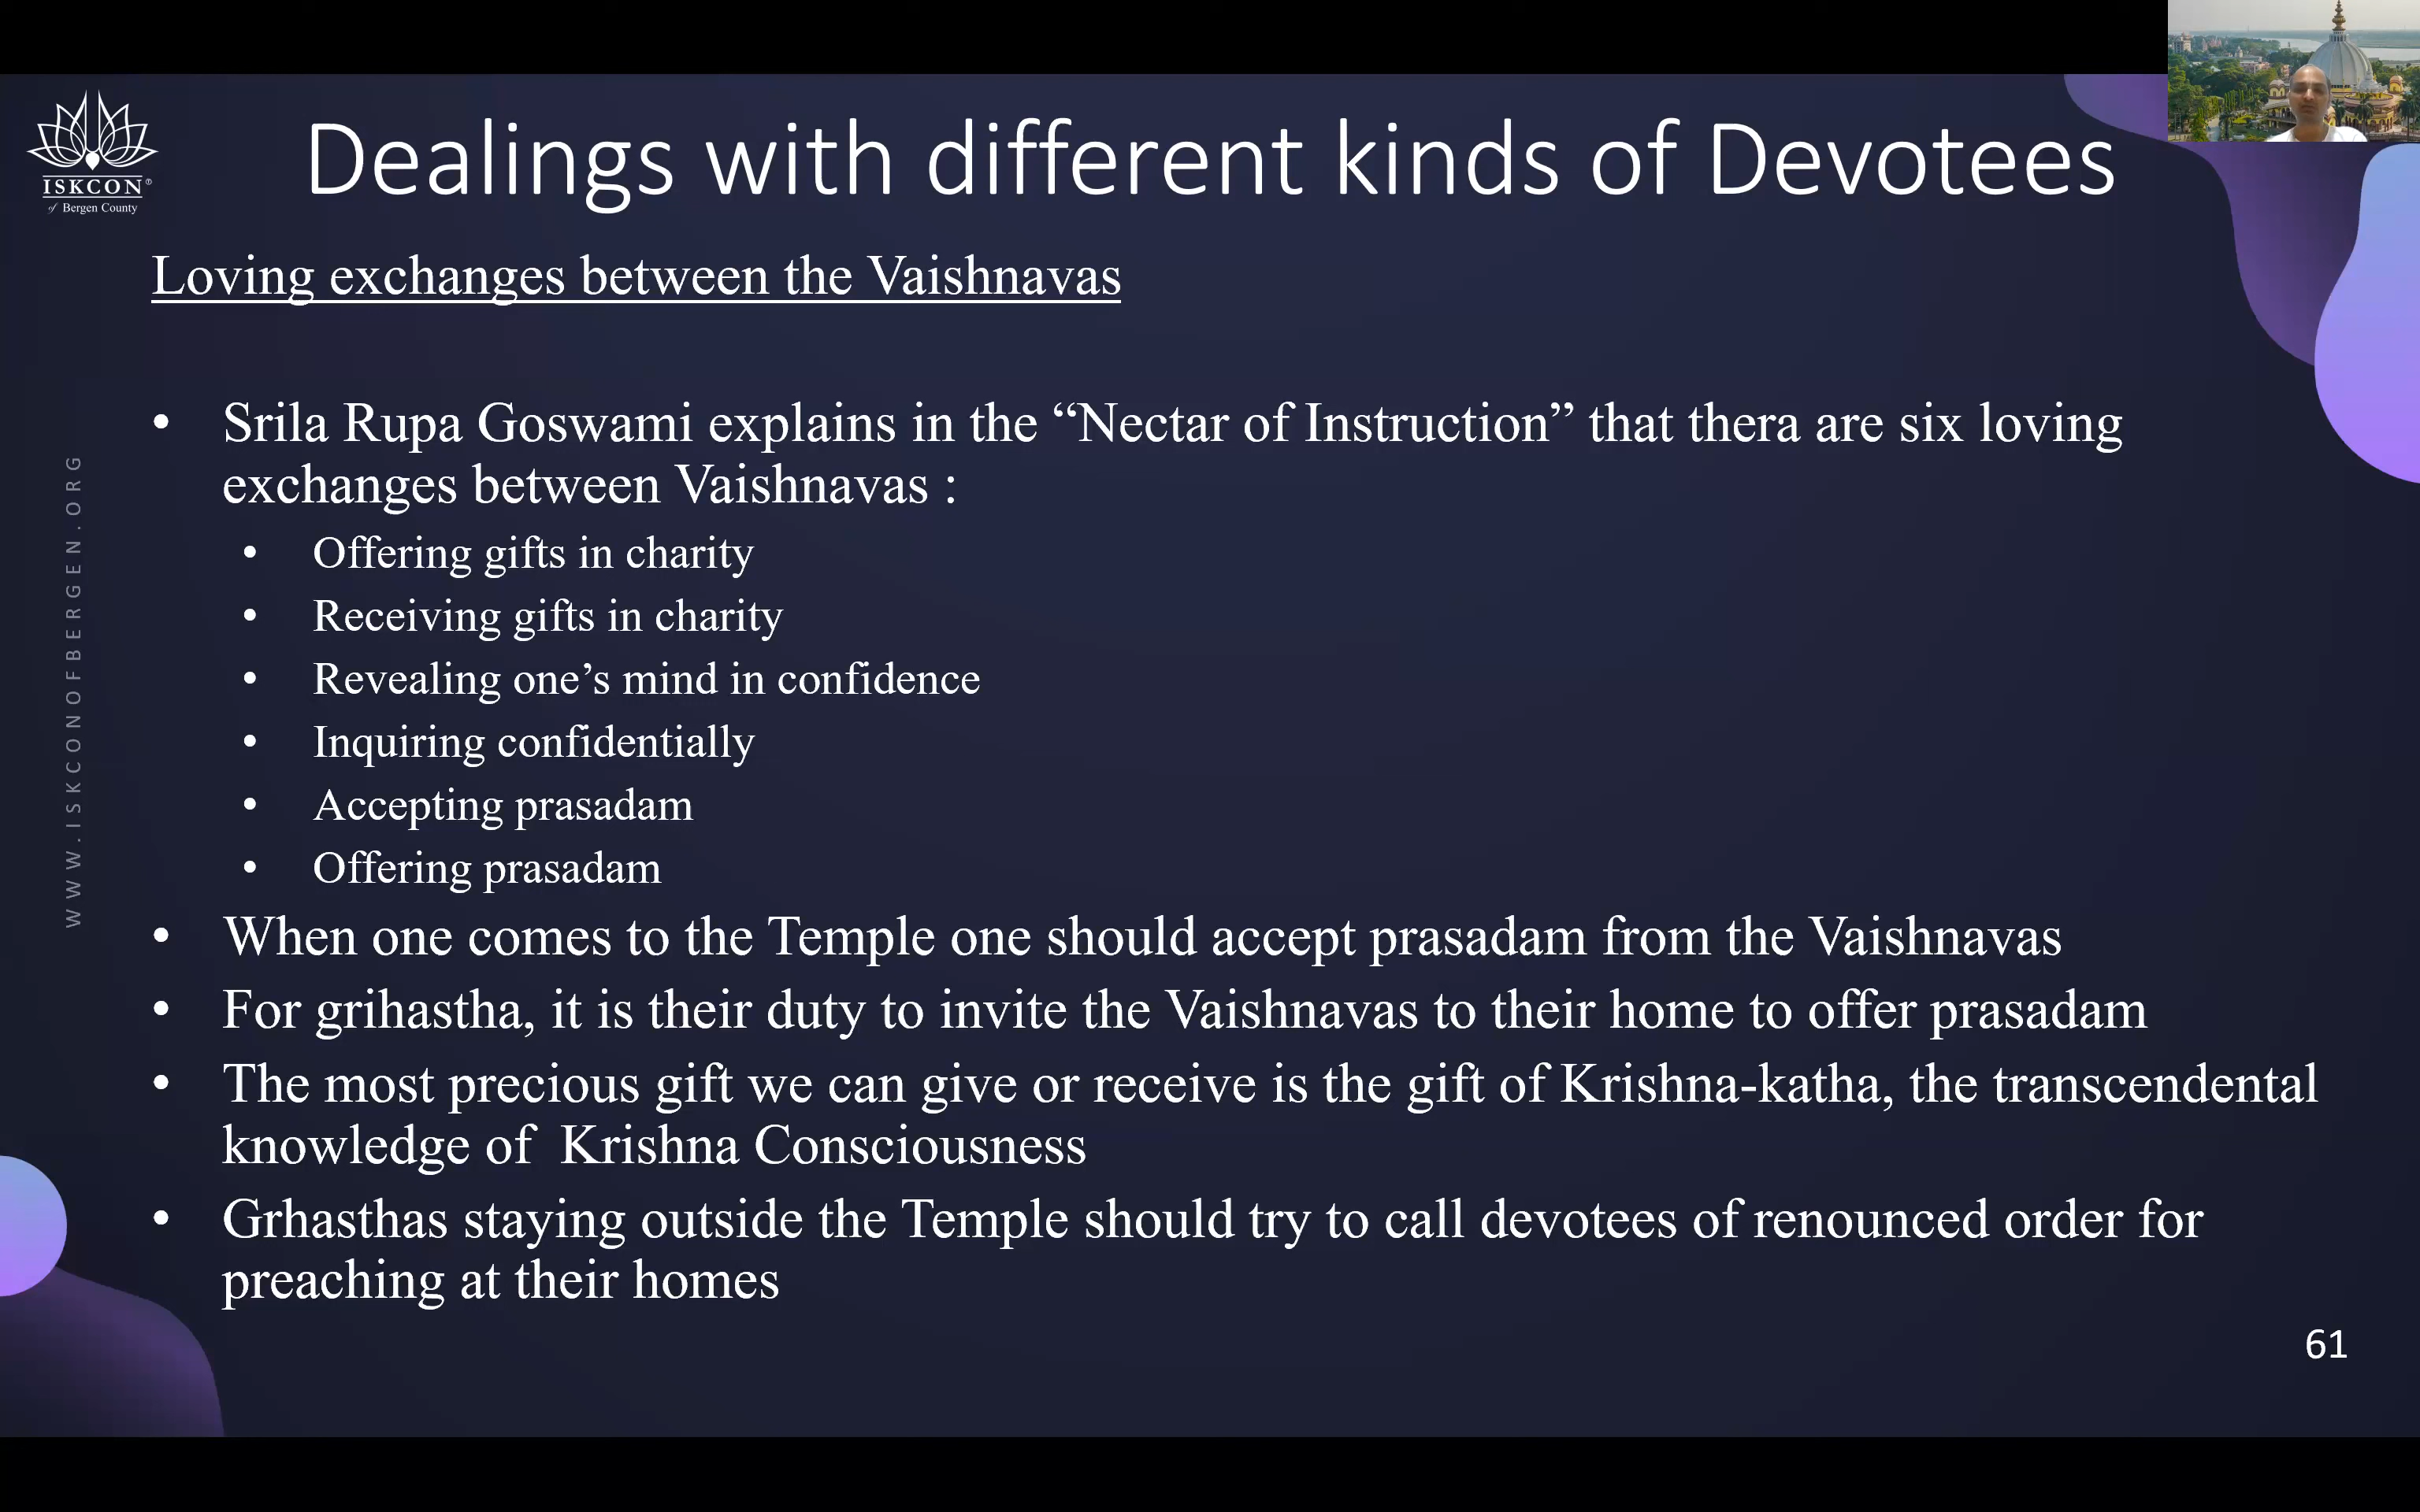 ISKCON®
of Bergen County
Dealings with different kinds of Devotees
Loving exchanges between the Vaishnavas
• Srila Rupa Goswami explains in the “Nectar of Instruction” that thera are six loving
exchanges between Vaishnavas :
• Offering gifts in charity
• Receiving gifts in charity
• Revealing one’s mind in confidence
• Inquiring confidentially
• Accepting prasadam
• Offering prasadam
• When one comes to the Temple one should accept prasadam from the Vaishnavas
• For grihastha, it is their duty to invite the Vaishnavas to their home to offer prasadam
• The most precious gift we can give or receive is the gift of Krishna-katha, the transcendental
knowledge of  Krishna Consciousness
• Grhasthas staying outside the Temple should try to call devotees of renounced order for
preaching at their homes
WWW.ISKCONOFBERGEN.ORG
61